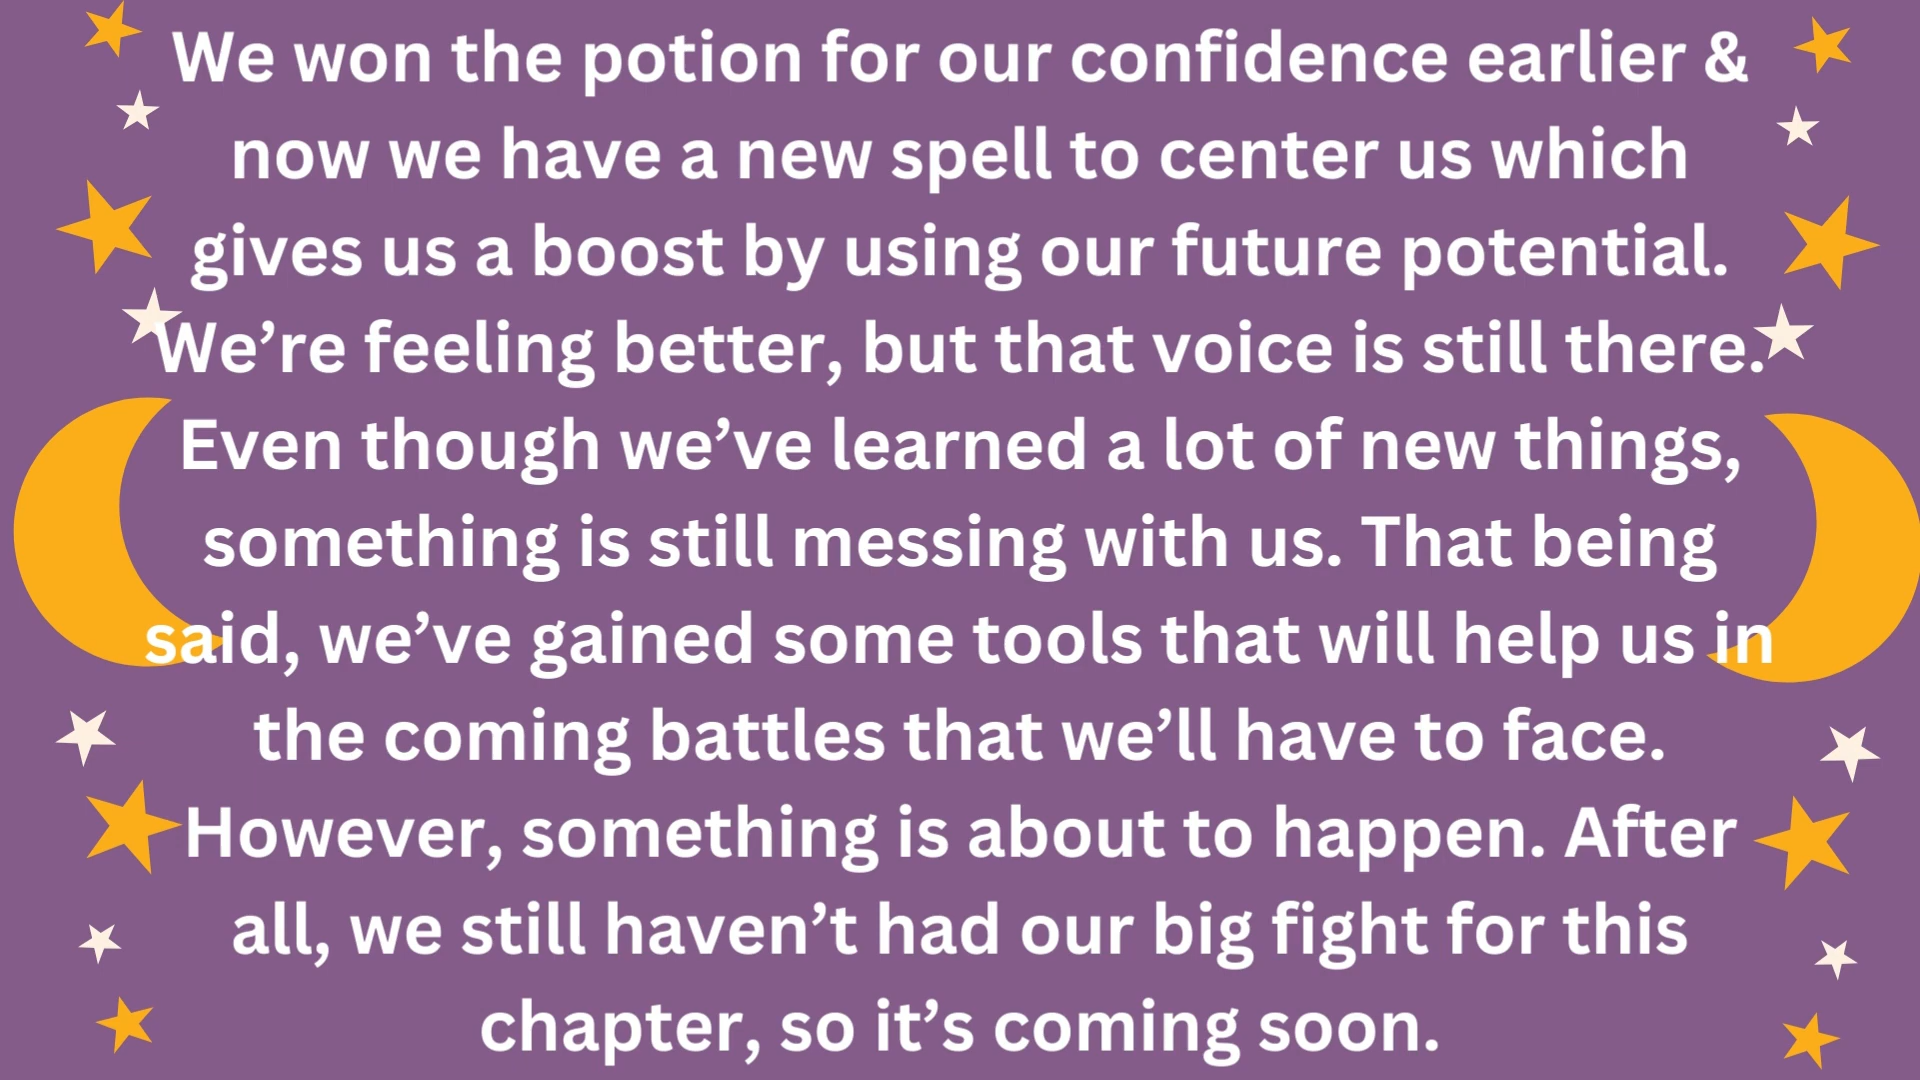 We won the potion for our confidence earlier &
now we have a new spell to center us which
gives us a boost by using our future potential.
We’re feeling better, but that voice is still there.
Even though we’ve learned a lot of new things,
something is still messing with us. That being
said, we’ve gained some tools that will help us in
the coming battles that we’ll have to face.
However, something is about to happen. After
all, we still haven’t had our big fight for this
chapter, so it’s coming soon.